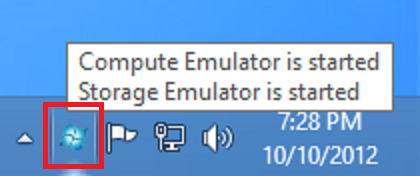 Compute Emulator is started
Storage Emulator is started
7:28 PM
10/10/2012